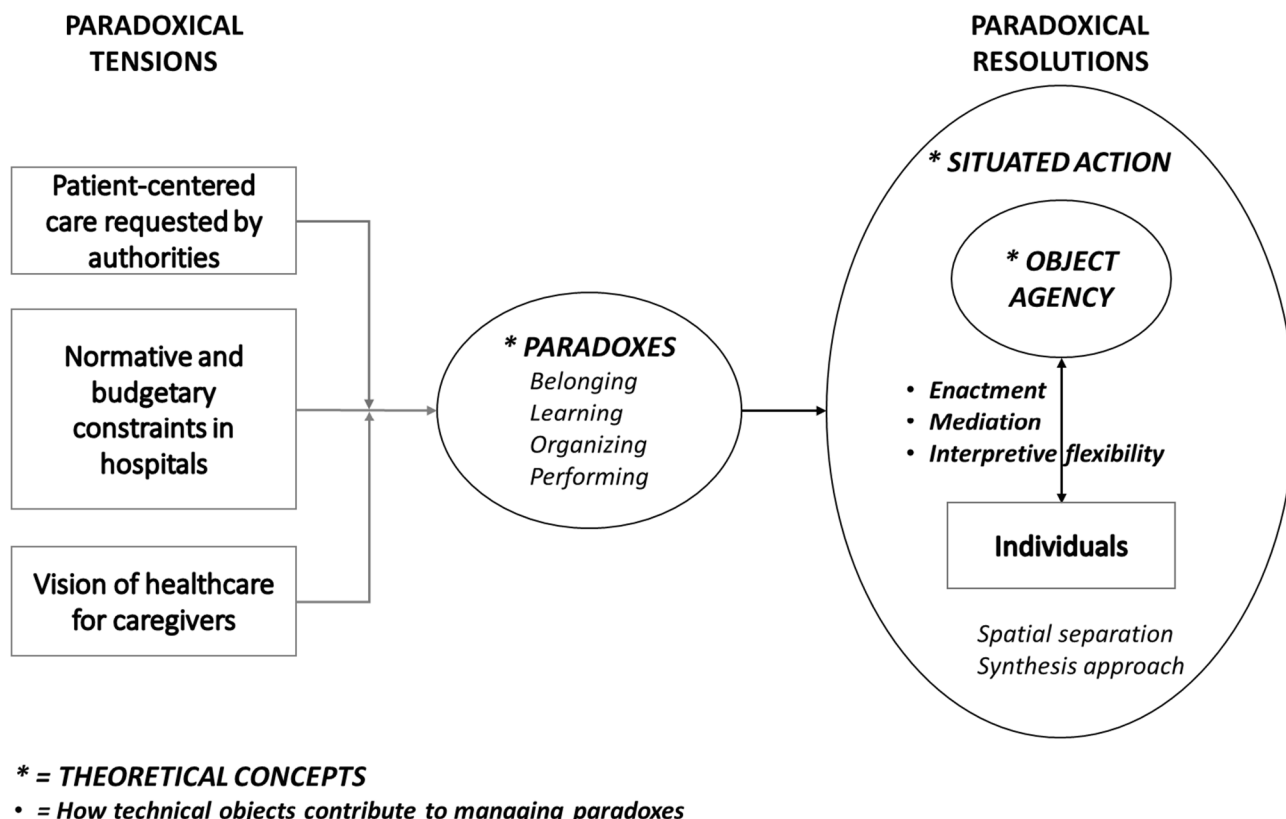 PARADOXICAL
TENSIONS
PARADOXICAL
RESOLUTIONS
Patient-centered
care requested by
authorities
Normative and
budgetary
constraints in
hospitals
Vision of healthcare
for caregivers
* PARADOXES
Belonging
Learning
Organizing
Performing
* SITUATED ACTION
* OBJECT
AGENCY
• Enactment
• Mediation
• Interpretive flexibility
Individuals
Spatial separation
Synthesis approach
* = THEORETICAL CONCEPTS
• = How technical objects contribute to managing paradoxes